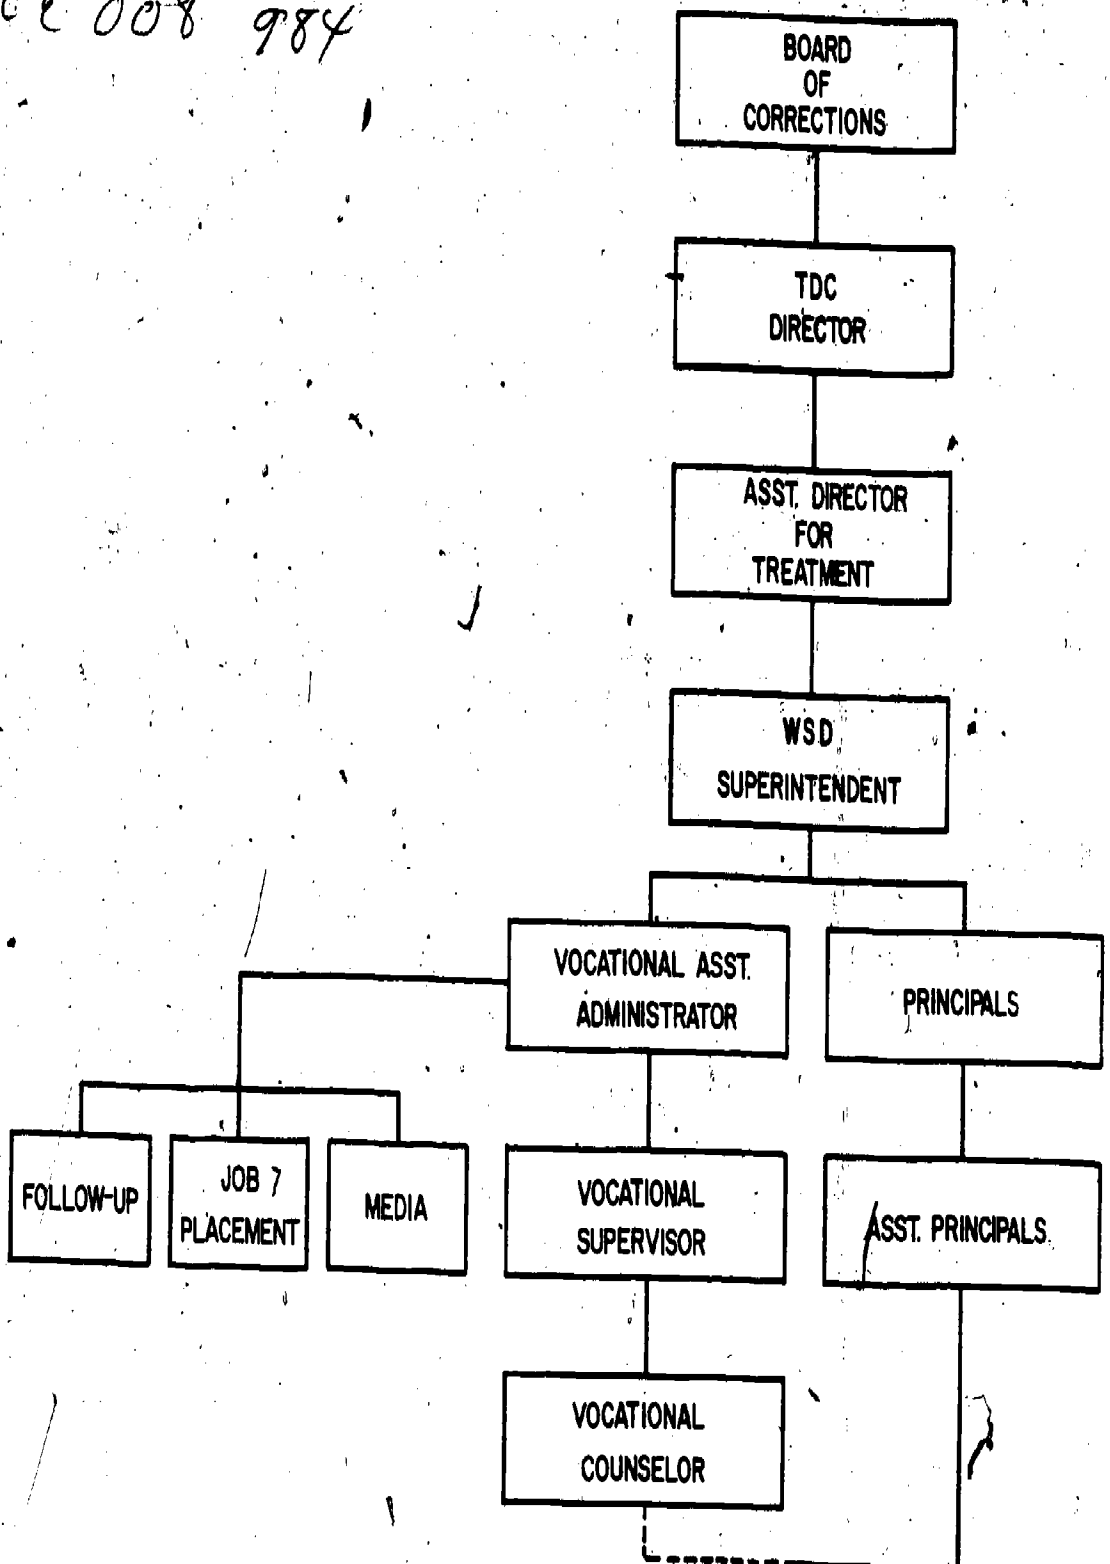 008 984
BOARD
OF
CORRECTIONS
TDC
DIRECTOR
ASST. DIRECTOR
FOR
TREATMENT
WSD
SUPERINTENDENT
VOCATIONAL ASST.
ADMINISTRATOR
PRINCIPALS
FOLLOW-UP
JOB
PLACEMENT
MEDIA
VOCATIONAL
SUPERVISOR
ASST. PRINCIPALS
VOCATIONAL
COUNSELOR